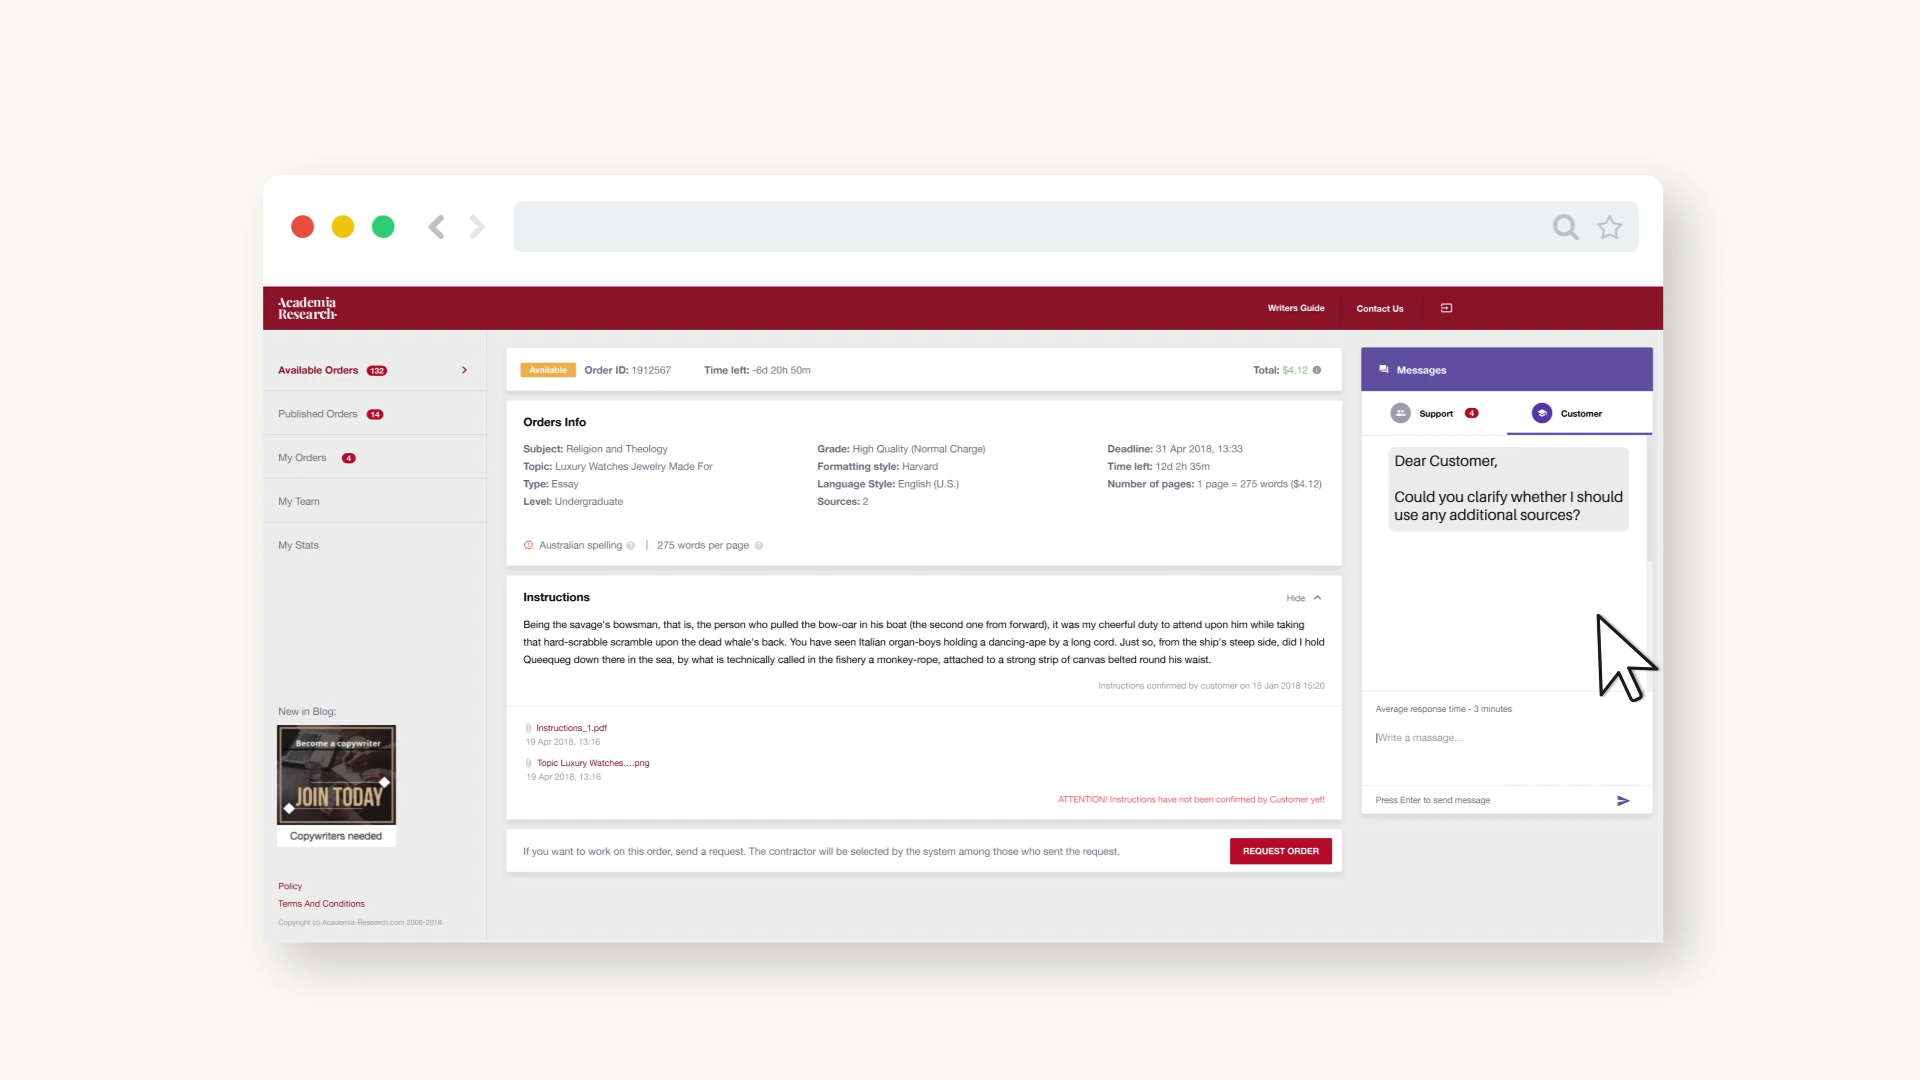 Academia
Research
Writers Guide
Contact Us
Available Orders 132
Published Orders 14
My Orders 4
My Team
My Stats
New in Blog:
Become a copywriter
JOIN TODAY
Copywriters needed
Policy
Terms And Conditions
Copyright (c) Academia-Research.com 2006-2019
Available Order ID: 1912567 Time left: -6d 20h 50m Total: $4.12
Orders Info
Subject: Religion and Theology
Topic: Luxury Watches Jewelry Made For
Type: Essay
Level: Undergraduate
Grade: High Quality (Normal Charge)
Formatting style: Harvard
Language Style: English (U.S.)
Sources: 2
Deadline: 31 Apr 2018, 13:33
Time left: 12d 2h 35m
Number of pages: 1 page = 275 words ($4.12)
Australian spelling | 275 words per page
Instructions
Hide
Being the savage's bowsman, that is, the person who pulled the bow-oar in his boat (the second one from forward), it was my cheerful duty to attend upon him while taking
that hard-scrabble scramble upon the dead whale's back. You have seen Italian organ-boys holding a dancing-ape by a long cord. Just so, from the ship's steep side, did I hold
Queequeg down there in the sea, by what is technically called in the fishery a monkey-rope, attached to a strong strip of canvas belted round his waist.
Instructions confirmed by customer on 15 Jan 2018 15:20
Instructions_1.pdf
19 Apr 2018, 13:16
Topic Luxury Watches....png
19 Apr 2018, 13:16
ATTENTION! Instructions have not been confirmed by Customer yet!
If you want to work on this order, send a request. The contractor will be selected by the system among those who sent the request.
REQUEST ORDER
Messages
Support 4
Customer
Dear Customer,
Could you clarify whether I should
use any additional sources?
Average response time - 3 minutes
Write a massage...
Press Enter to send message